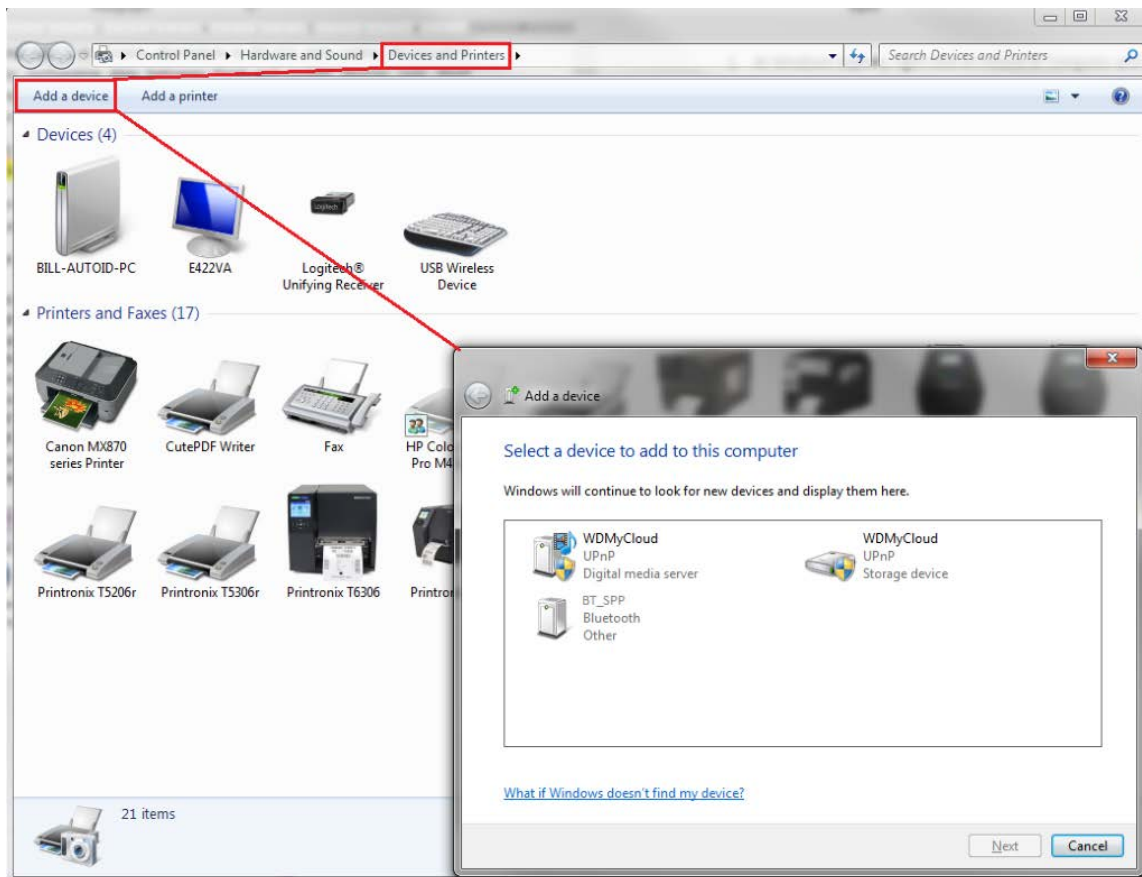 Control Panel Hardware and Sound Devices and Printers
Search Devices and Printers
Add a device Add a printer
Devices (4)
Logitech
BILL-AUTOID-PC
E422VA
Logitech®
Unifying Receiver
USB Wireless
Device
Printers and Faxes (17)
Canon MX870
series Printer
CutePDF Writer
Fax
HP Colo
Pro M4
Printronix T5206r
Printronix T5306r
Printronix T6306
Printron
21 items
Add a device
Select a device to add to this computer
Windows will continue to look for new devices and display them here.
WDMyCloud
UPnP
Digital media server
WDMyCloud
UPnP
Storage device
BT_SPP
Bluetooth
Other
What if Windows doesn't find my device?
Next Cancel